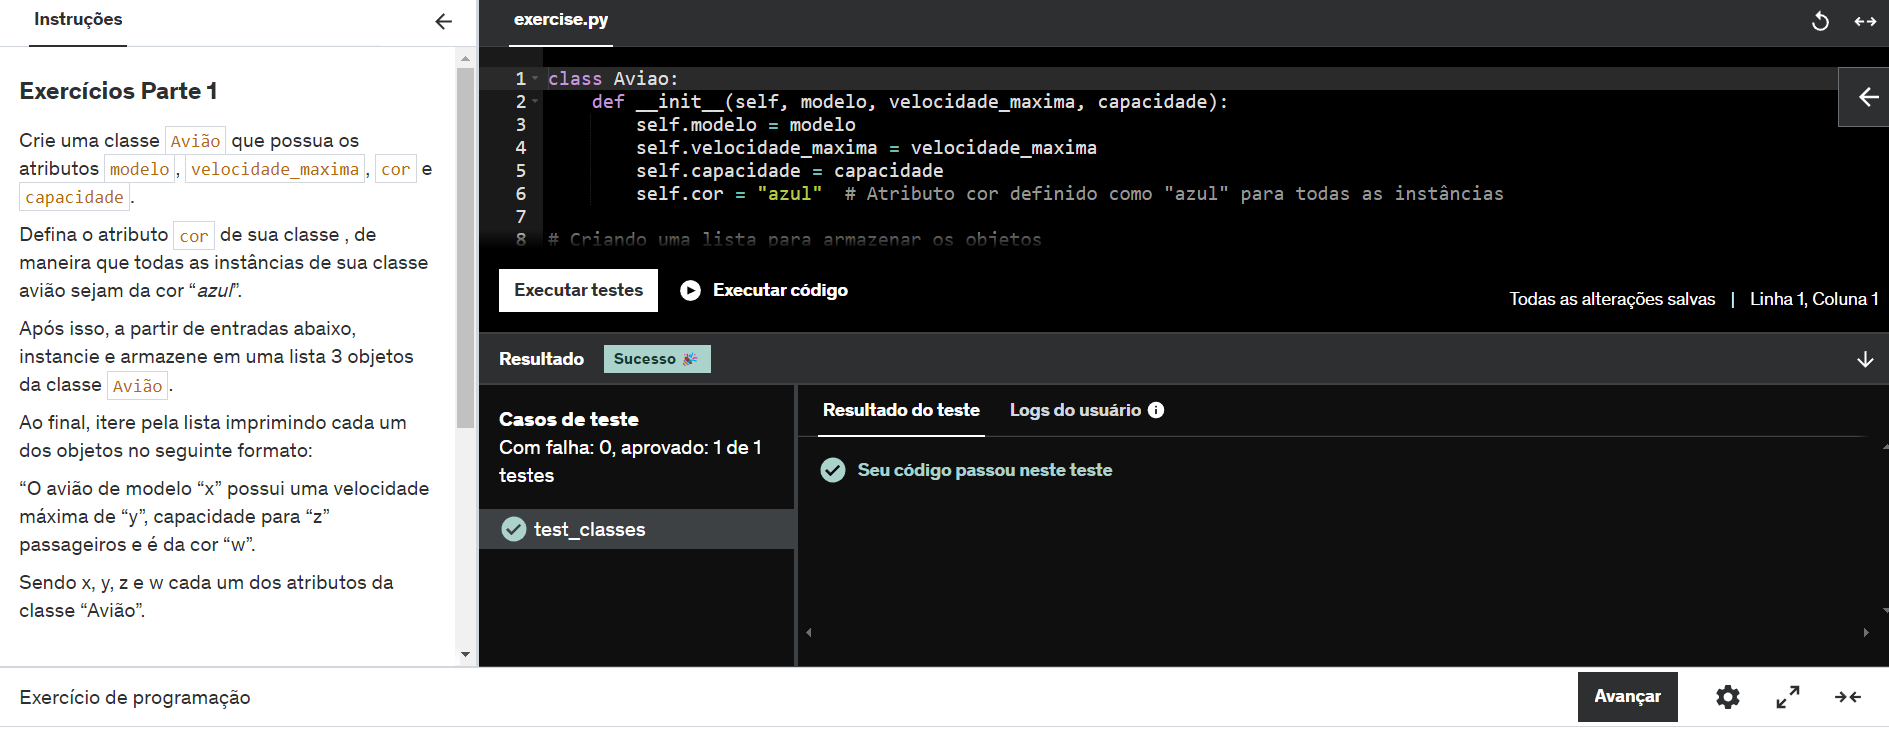 Instruções
Exercícios Parte 1
Crie uma classe Avião que possua os
atributos modelo, velocidade_maxima, cor e
capacidade.
Defina o atributo cor de sua classe , de
maneira que todas as instâncias de sua classe
avião sejam da cor “azul”.
Após isso, a partir de entradas abaixo,
instancie e armazene em uma lista 3 objetos
da classe Avião.
Ao final, itere pela lista imprimindo cada um
dos objetos no seguinte formato:
“O avião de modelo “x” possui uma velocidade
máxima de “y”, capacidade para “z”
passageiros e é da cor “w”.
Sendo x, y, z e w cada um dos atributos da
classe “Avião”.
exercise.py
1 class Aviao:
2 def __init__(self, modelo, velocidade_maxima, capacidade):
3 self.modelo = modelo
4 self.velocidade_maxima = velocidade_maxima
5 self.capacidade = capacidade
6 self.cor = "azul" # Atributo cor definido como "azul" para todas as instâncias
7
8 # Criando uma lista para armazenar os objetos
Executar testes Executar código
Todas as alterações salvas | Linha 1, Coluna 1
Resultado Sucesso 🎉
Casos de teste
Com falha: 0, aprovado: 1 de 1
testes
test_classes
Resultado do teste Logs do usuário
Seu código passou neste teste
Exercício de programação
Avançar